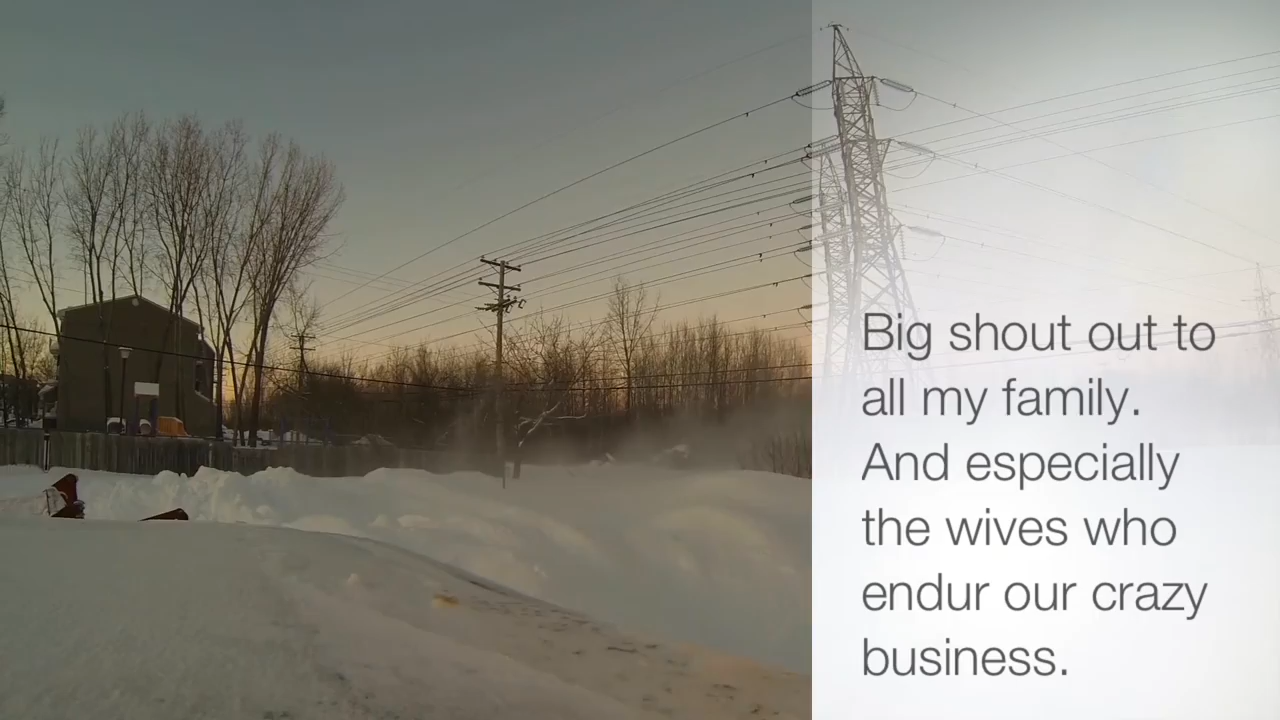 Big shout out to
all my family.
And especially
the wives who
endur our crazy
business.